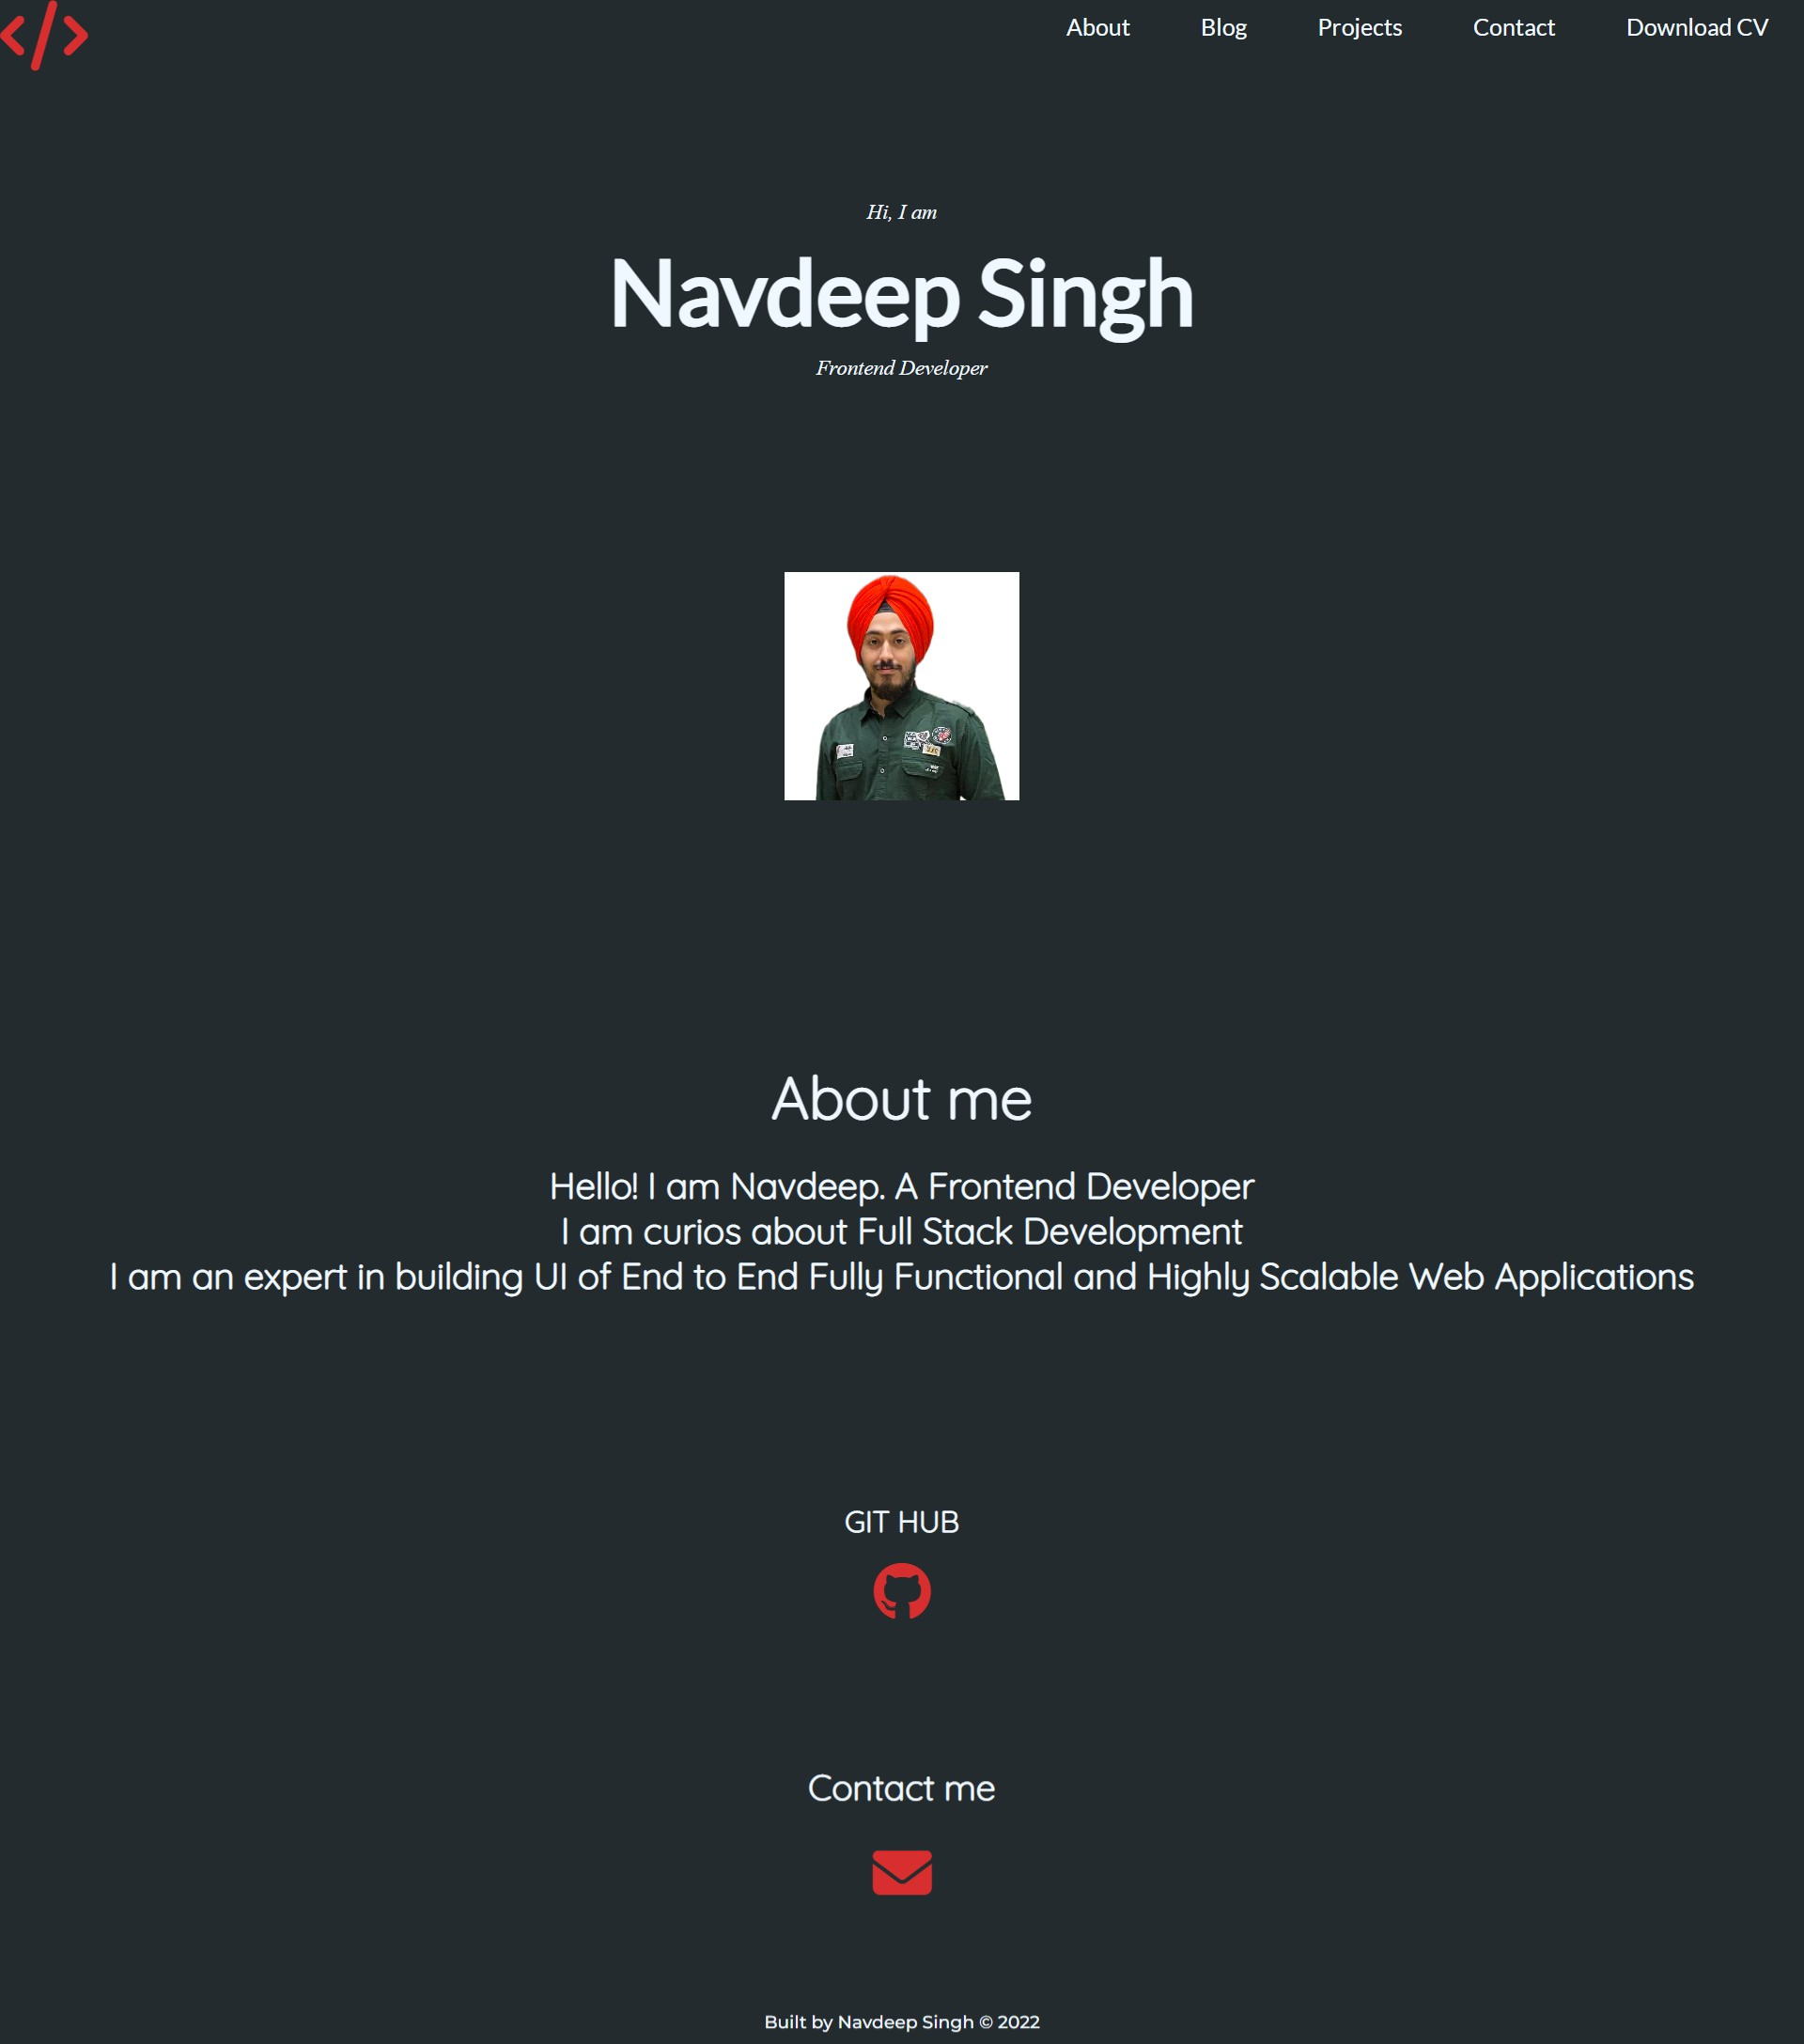 About Blog Projects Contact Download CV
Hi, I am
Navdeep Singh
Frontend Developer
About me
Hello! I am Navdeep. A Frontend Developer
I am curios about Full Stack Development
I am an expert in building UI of End to End Fully Functional and Highly Scalable Web Applications
GIT HUB
Contact me
Built by Navdeep Singh © 2022